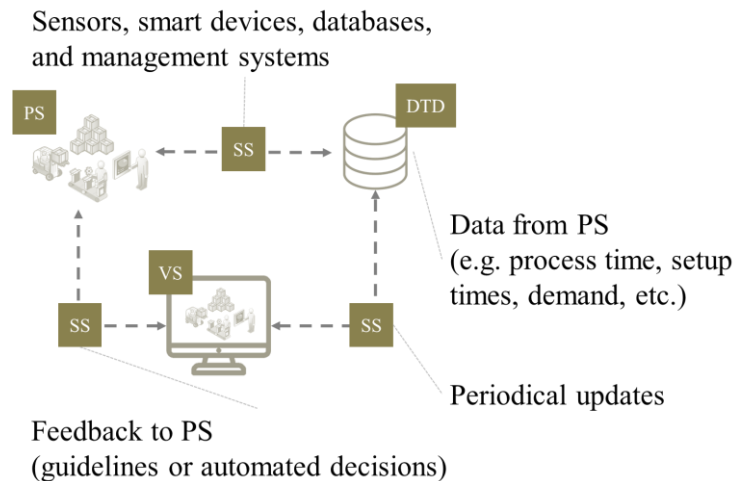 Sensors, smart devices, databases,
and management systems
PS
DTD
SS
Data from PS
(e.g. process time, setup
times, demand, etc.)
VS
SS
SS
Periodical updates
Feedback to PS
(guidelines or automated decisions)